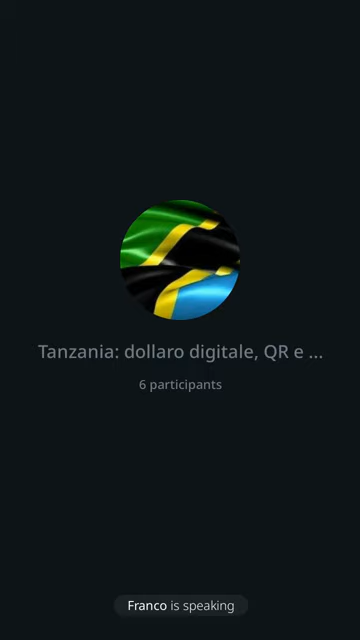 Tanzania: dollaro digitale, QR e ...
6 participants
Franco is speaking